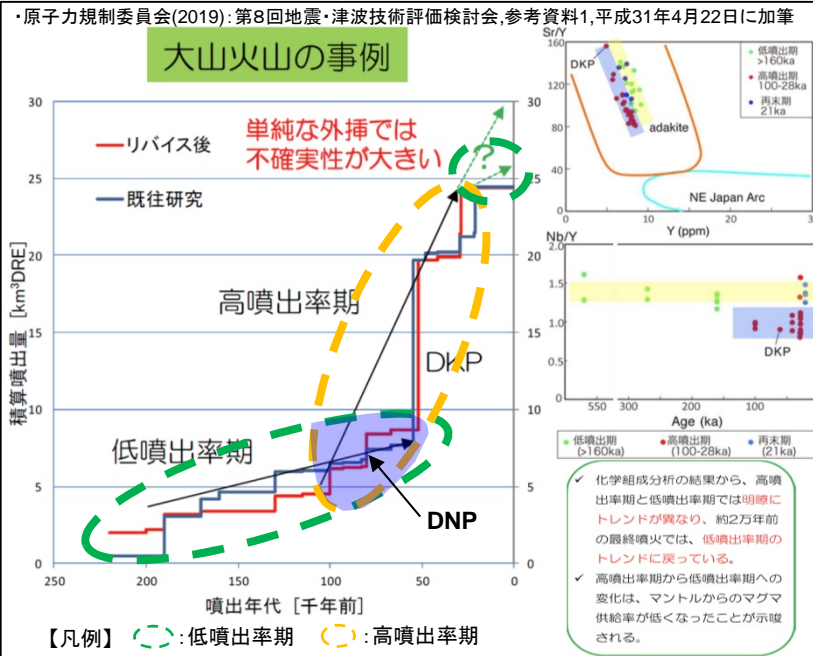 ・原子力規制委員会(2019):第8回地震・津波技術評価検討会,参考資料1,平成31年4月22日に加筆
大山火山の事例
単純な外挿では
不確実性が大きい
?
リバイス後
既往研究
高噴出率期
DKP
低噴出率期
DNP
積算噴出量 [km³DRE]
30
25
20
15
10
5
0
30
25
20
15
10
5
0
250
200
150
100
50
0
噴出年代 [千年前]
【凡例】 :低噴出率期 :高噴出率期
Sr/Y
160
120
80
40
0
DKP
低噴出期
>160ka
高噴出期
100-28ka
再末期
21ka
adakite
NE Japan Arc
0
10
20
30
Y (ppm)
Nb/Y
2.0
1.5
1.0
0.5
0
DKP
550
300
200
100
0
Age (ka)
低噴出期
(>160ka)
高噴出期
(100-28ka)
再末期
(21ka)
✓ 化学組成分析の結果から、高噴
出率期と低噴出率期では明瞭に
トレンドが異なり、約2万年前
の最終噴火では、低噴出率期の
トレンドに戻っている。
✓ 高噴出率期から低噴出率期への
変化は、マントルからのマグマ
供給率が低くなったことが示唆
される。